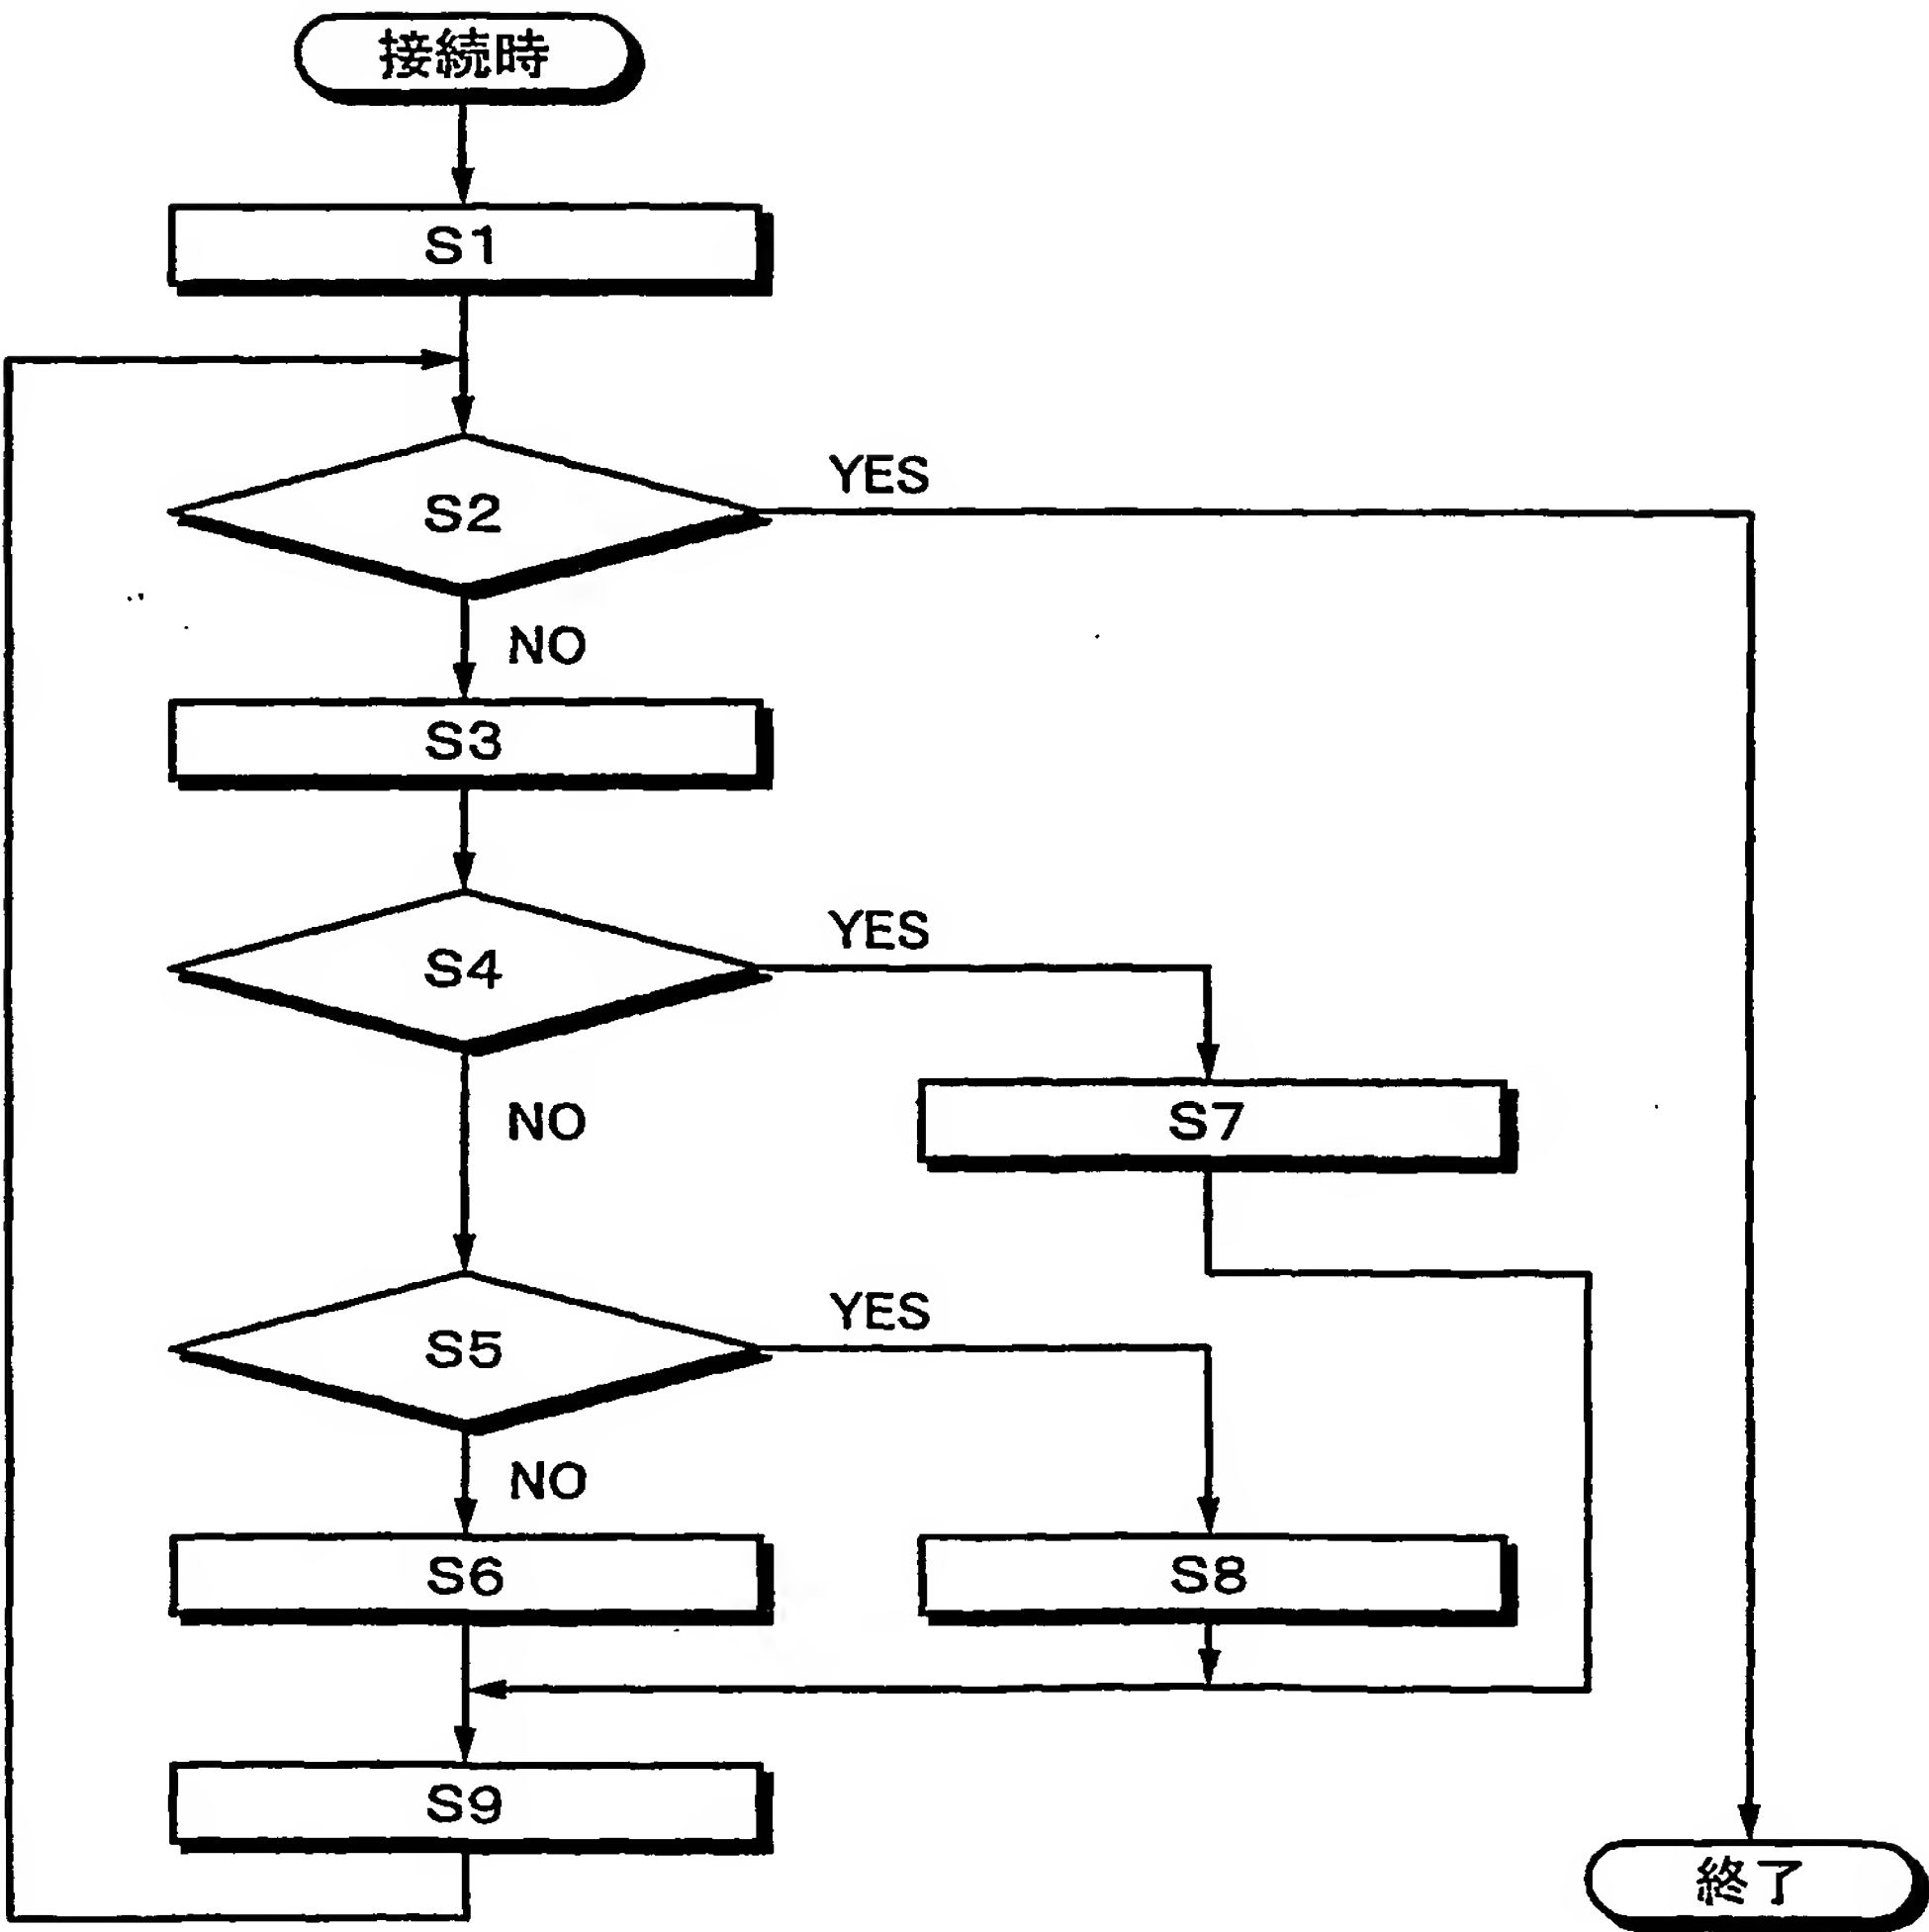 接続時
S1
S2
YES
NO
S3
S4
YES
NO
S7
S5
YES
NO
S6
S8
S9
終了